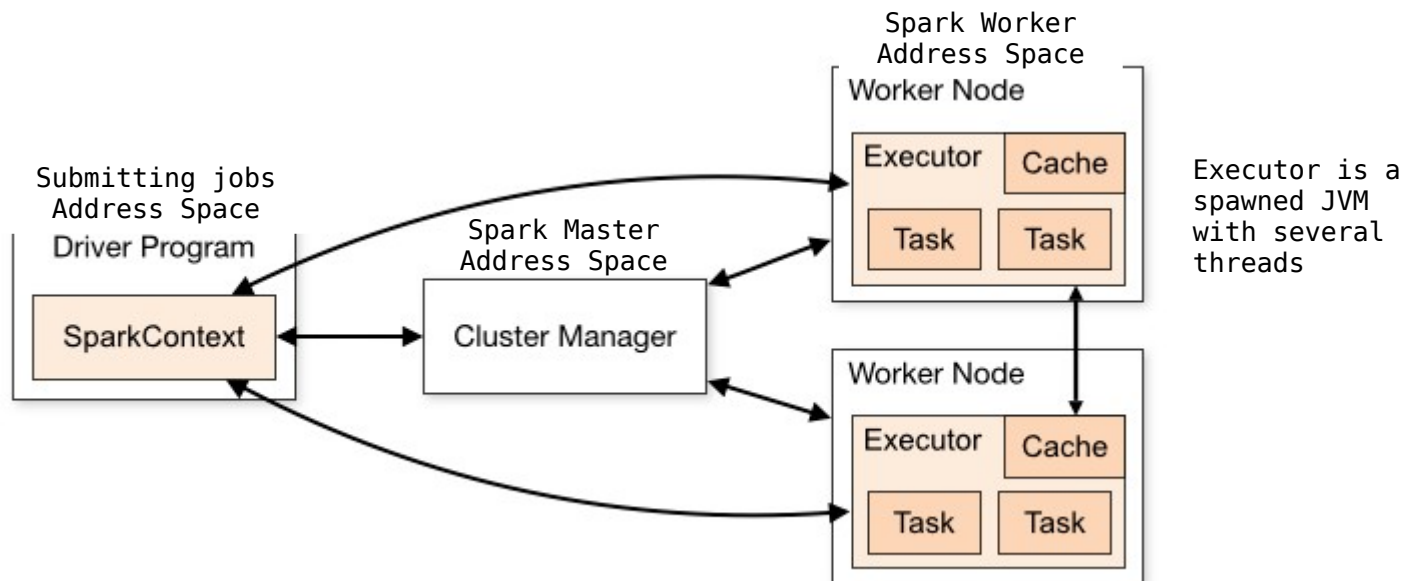 Spark Worker
Address Space
Worker Node
Executor
Cache
Task
Task
Executor is a
spawned JVM
with several
threads
Submitting jobs
Address Space
Driver Program
SparkContext
Spark Master
Address Space
Cluster Manager
Worker Node
Executor
Cache
Task
Task